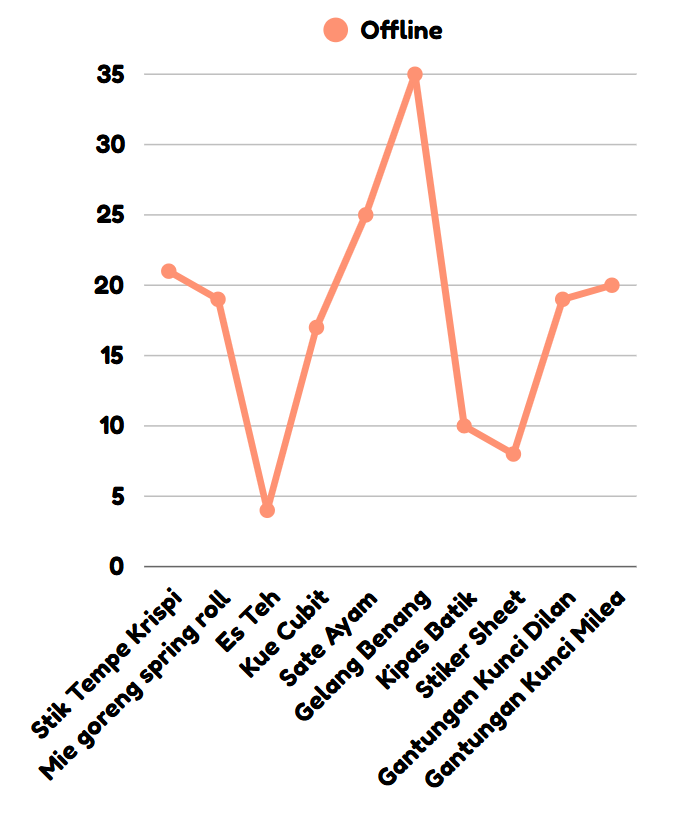 Offline
35
30
25
20
15
10
5
0
Stik Tempe Krispi
Mie goreng spring roll
Es Teh
Kue Cubit
Sate Ayam
Gelang Benang
Kipas Batik
Stiker Sheet
Gantungan Kunci Dilan
Gantungan Kunci Milea